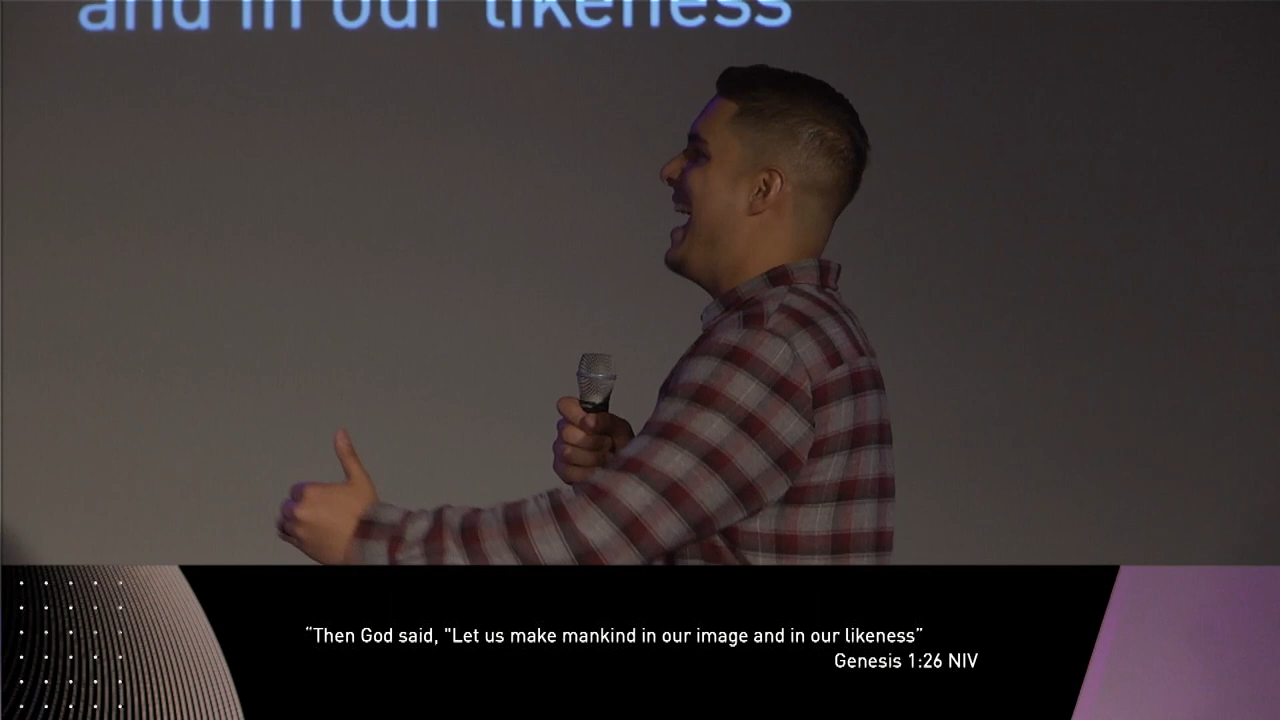 and in our likeness
“Then God said, "Let us make mankind in our image and in our likeness”
Genesis 1:26 NIV